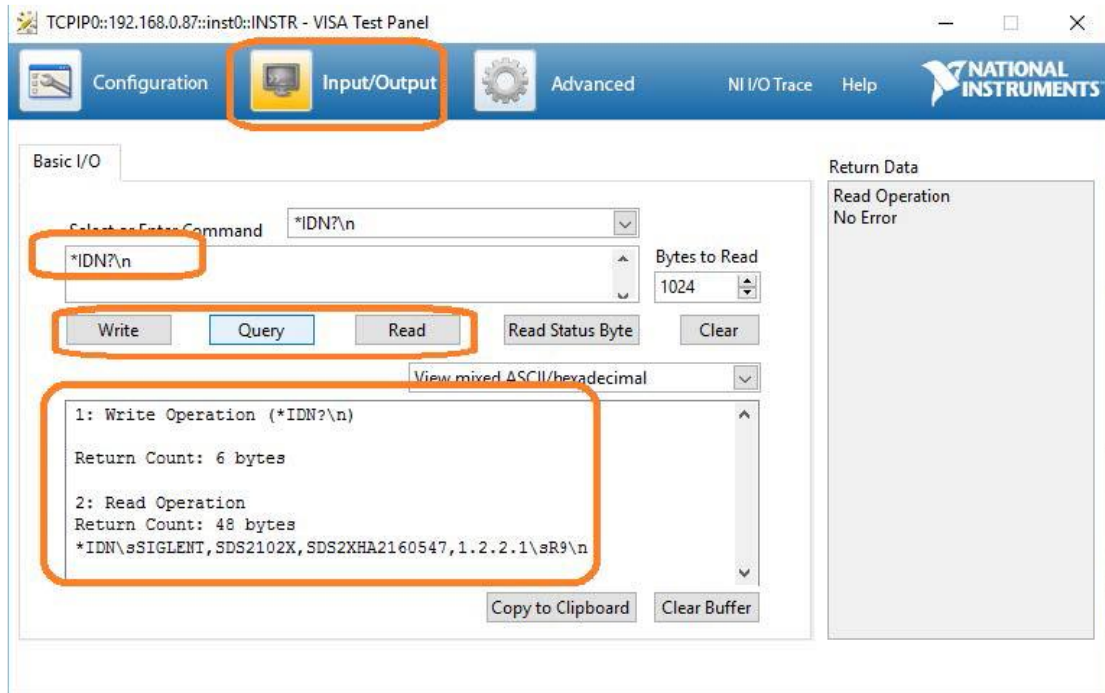 TCPIP0::192.168.0.87::inst0::INSTR - VISA Test Panel
Configuration
Input/Output
Advanced
NI I/O Trace
Help
NATIONAL
INSTRUMENTS
Basic I/O
Return Data
Read Operation
No Error
Select or Enter Command
*IDN?\n
*IDN?\n
Bytes to Read
1024
Write
Query
Read
Read Status Byte
Clear
View mixed ASCII/hexadecimal
1: Write Operation (*IDN?\n)
Return Count: 6 bytes
2: Read Operation
Return Count: 48 bytes
*IDN\sSIGLENT,SDS2102X,SDS2XHA2160547,1.2.2.1\sR9\n
Copy to Clipboard
Clear Buffer